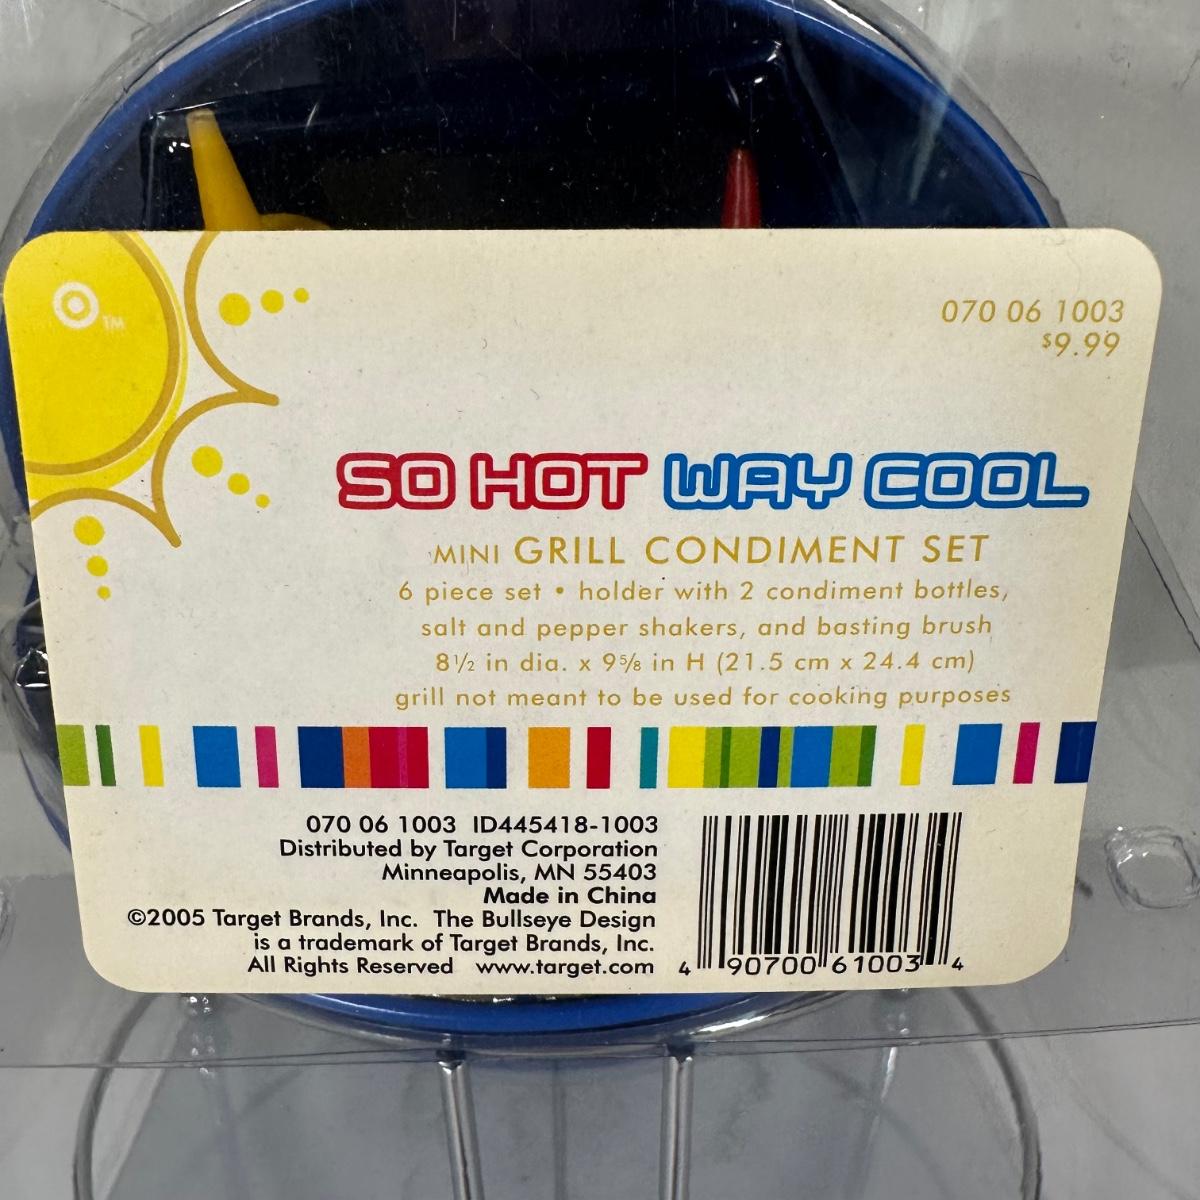 TM
070 06 1003
$9.99
SO HOT WAY COOL
MINI GRILL CONDIMENT SET
6 piece set • holder with 2 condiment bottles,
salt and pepper shakers, and basting brush
8½ in dia. x 9⅝ in H (21.5 cm x 24.4 cm)
grill not meant to be used for cooking purposes
070 06 1003 ID445418-1003
Distributed by Target Corporation
Minneapolis, MN 55403
Made in China
©2005 Target Brands, Inc. The Bullseye Design
is a trademark of Target Brands, Inc.
All Rights Reserved www.target.com
4 90700 61003 4